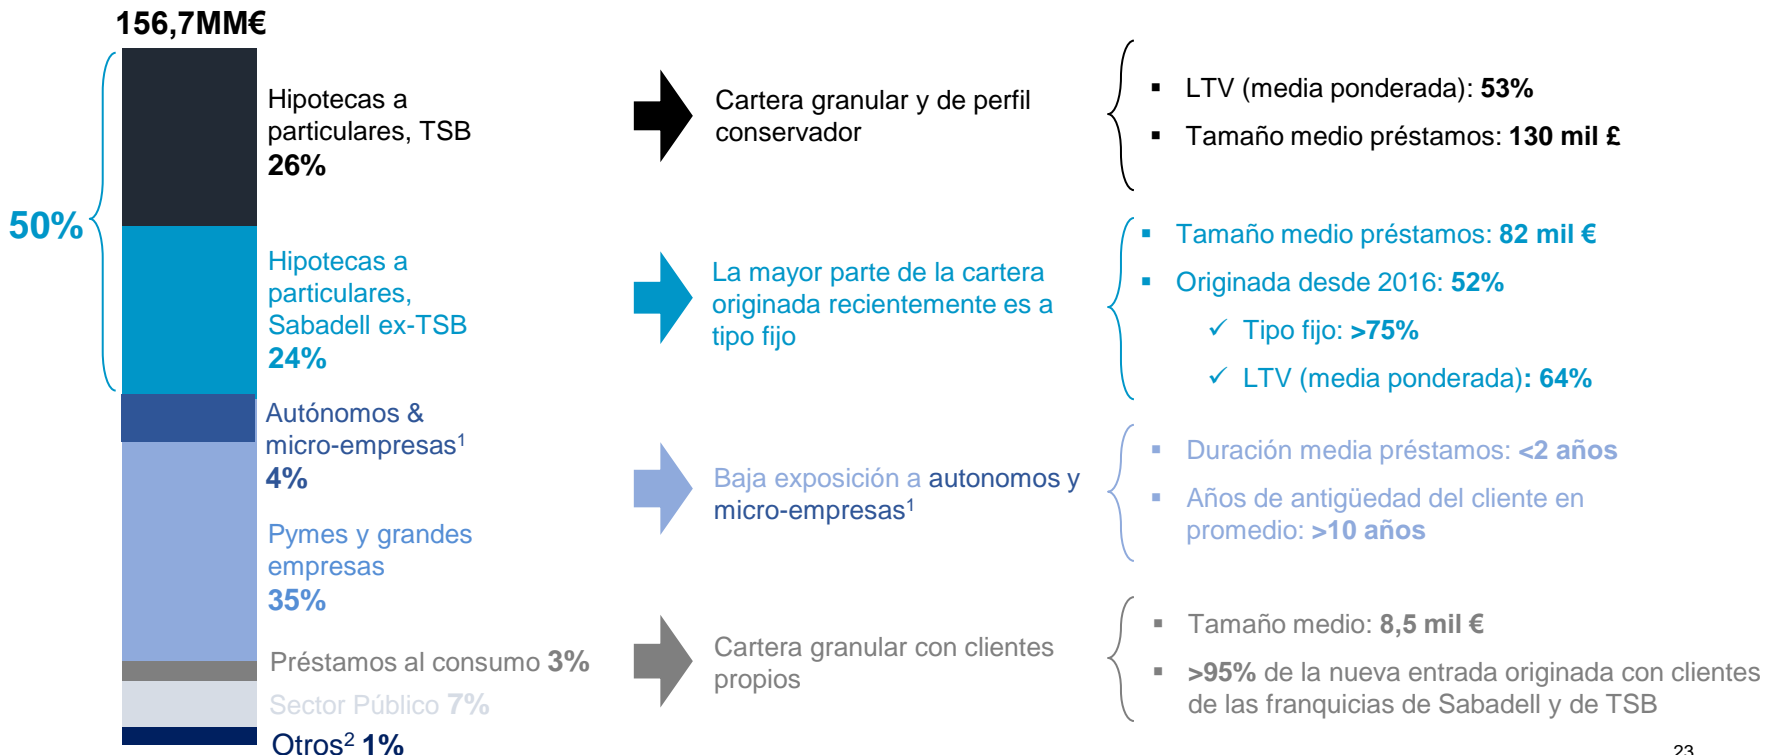 156,7MM€
50%
Hipotecas a
particulares, TSB
26%
Cartera granular y de perfil
conservador
▪ LTV (media ponderada): 53%
▪ Tamaño medio préstamos: 130 mil £
Hipotecas a
particulares,
Sabadell ex-TSB
24%
La mayor parte de la cartera
originada recientemente es a
tipo fijo
▪ Tamaño medio préstamos: 82 mil €
▪ Originada desde 2016: 52%
✓ Tipo fijo: >75%
✓ LTV (media ponderada): 64%
Autónomos &
micro-empresas¹
4%
Pymes y grandes
empresas
35%
Baja exposición a autonomos y
micro-empresas¹
▪ Duración media préstamos: <2 años
▪ Años de antigüedad del cliente en
promedio: >10 años
Préstamos al consumo 3%
Cartera granular con clientes
propios
▪ Tamaño medio: 8,5 mil €
▪ >95% de la nueva entrada originada con clientes
de las franquicias de Sabadell y de TSB
Sector Público 7%
Otros² 1%
23